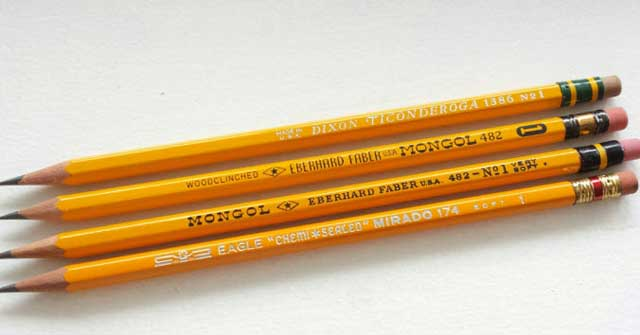 DIXON TICONDEROGA 1386 No 1
WOODCLINCHED EBERHARD FABER U.S.A. MONGOL 482 1
MONGOL EBERHARD FABER U.S.A. 482-No 1 VERY SOFT
EAGLE "CHEMI*SEALED" MIRADO 174 SOFT 1